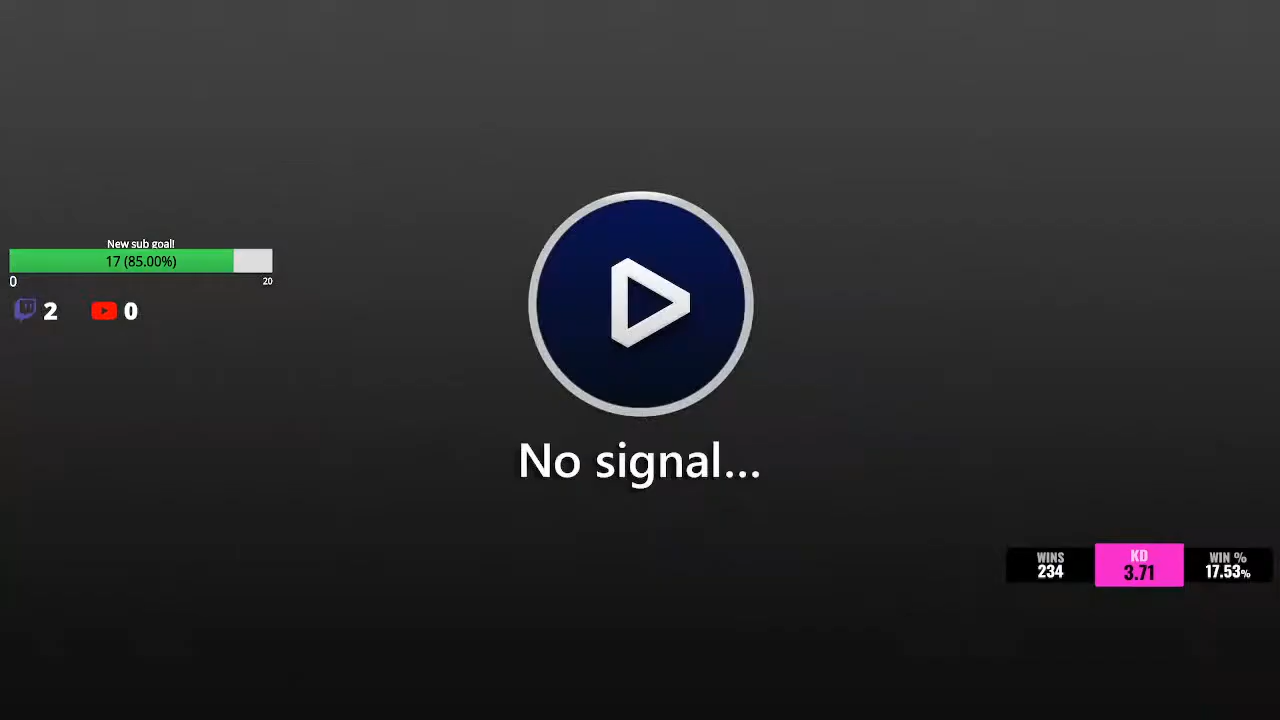 New sub goal!
17 (85.00%)
0 20
2 0
No signal...
WINS KD WIN %
234 3.71 17.53%